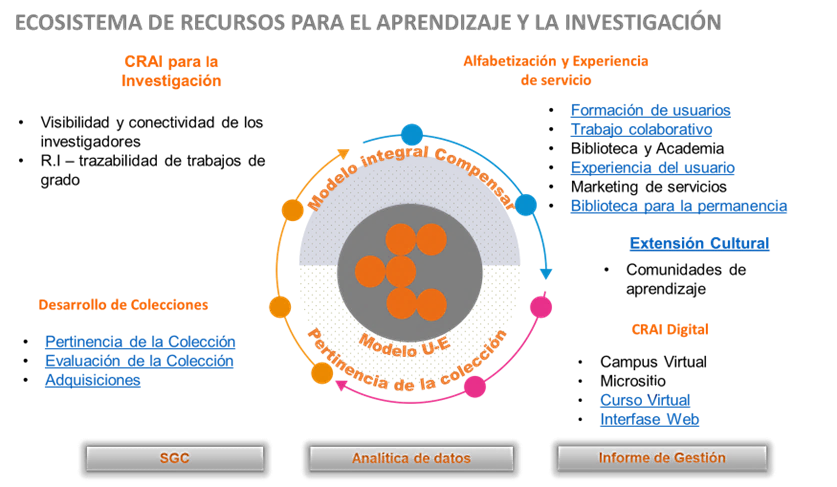 ECOSISTEMA DE RECURSOS PARA EL APRENDIZAJE Y LA INVESTIGACIÓN
CRAI para la
Investigación
• Visibilidad y conectividad de los
investigadores
• R.I – trazabilidad de trabajos de
grado
Alfabetización y Experiencia
de servicio
• Formación de usuarios
• Trabajo colaborativo
• Biblioteca y Academia
• Experiencia del usuario
• Marketing de servicios
• Biblioteca para la permanencia
Extensión Cultural
• Comunidades de
aprendizaje
Modelo integral Compensar
Modelo U-E
Pertinencia de la colección
Desarrollo de Colecciones
• Pertinencia de la Colección
• Evaluación de la Colección
• Adquisiciones
CRAI Digital
• Campus Virtual
• Micrositio
• Curso Virtual
• Interfase Web
SGC
Analítica de datos
Informe de Gestión